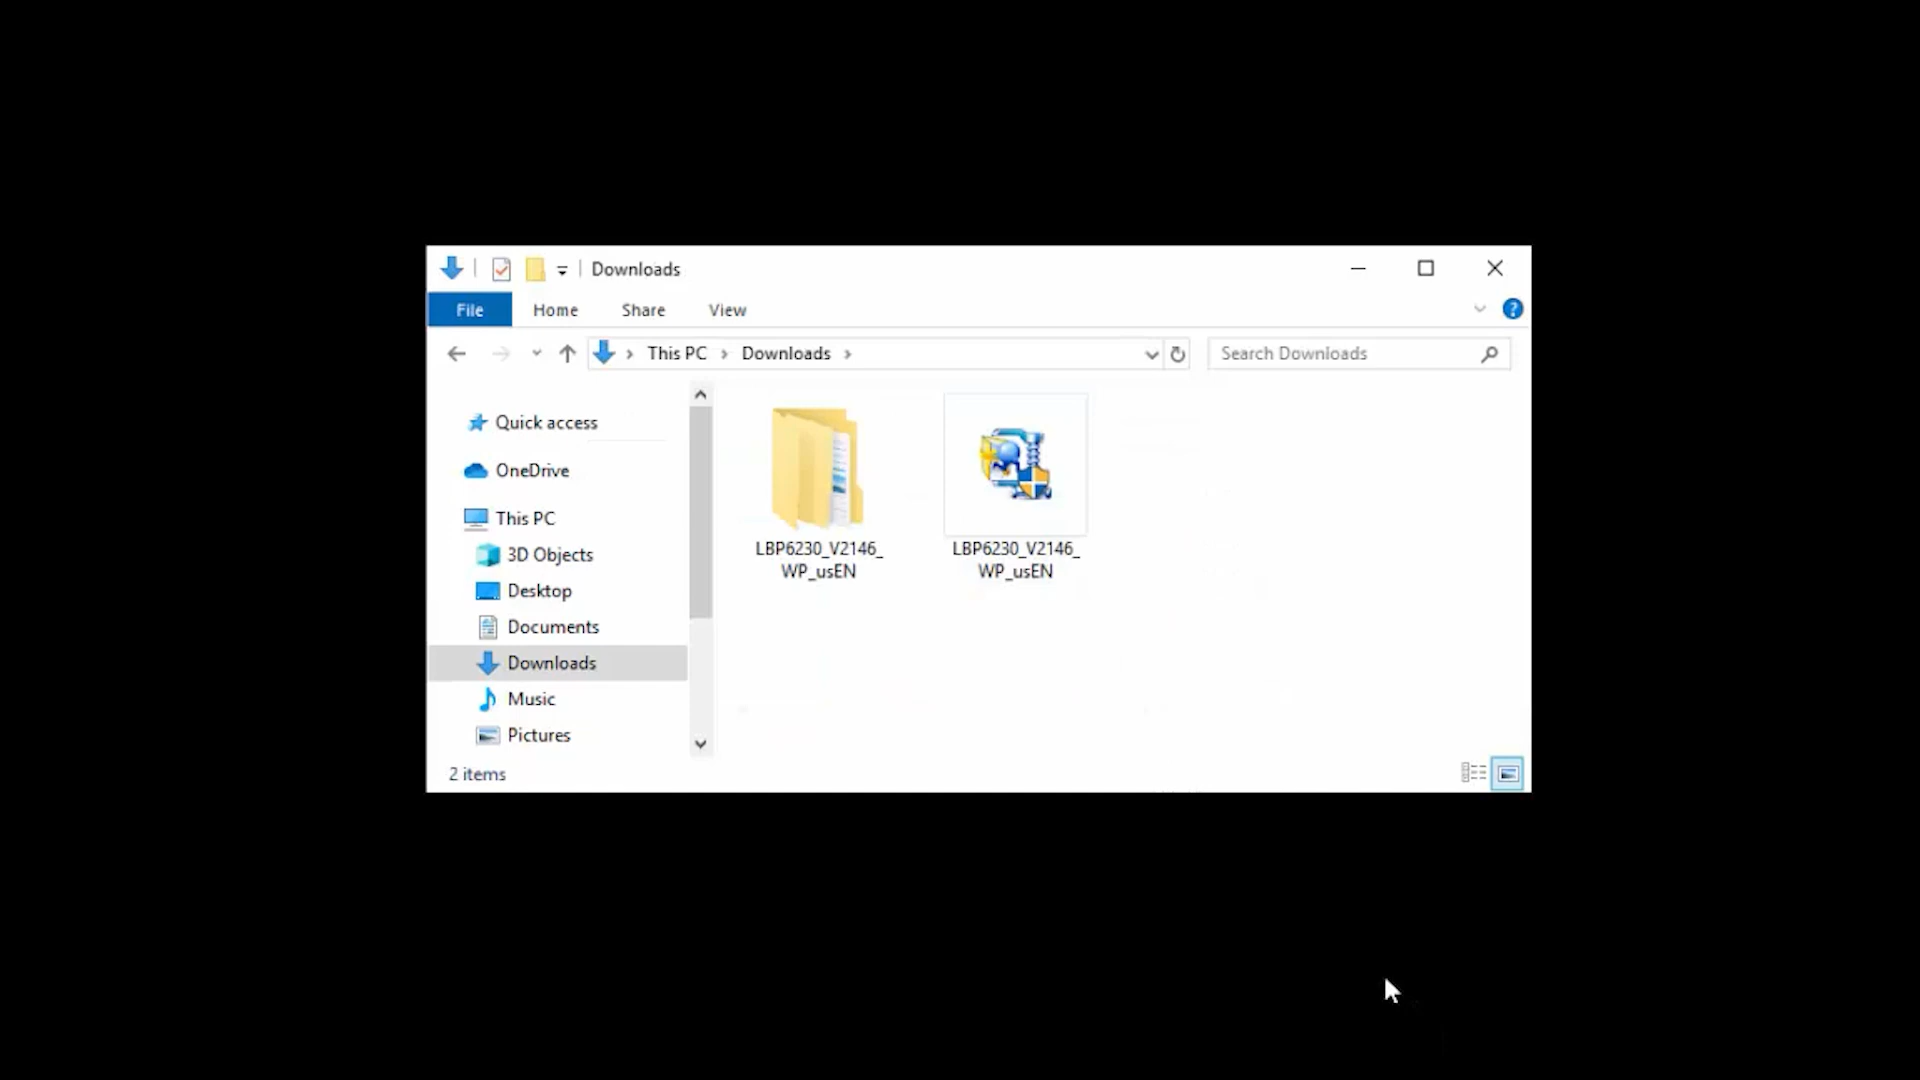 Downloads
File Home Share View
This PC Downloads Search Downloads
Quick access
OneDrive
This PC
3D Objects
Desktop
Documents
Downloads
Music
Pictures
LBP6230_V2146_
WP_usEN
LBP6230_V2146_
WP_usEN
2 items